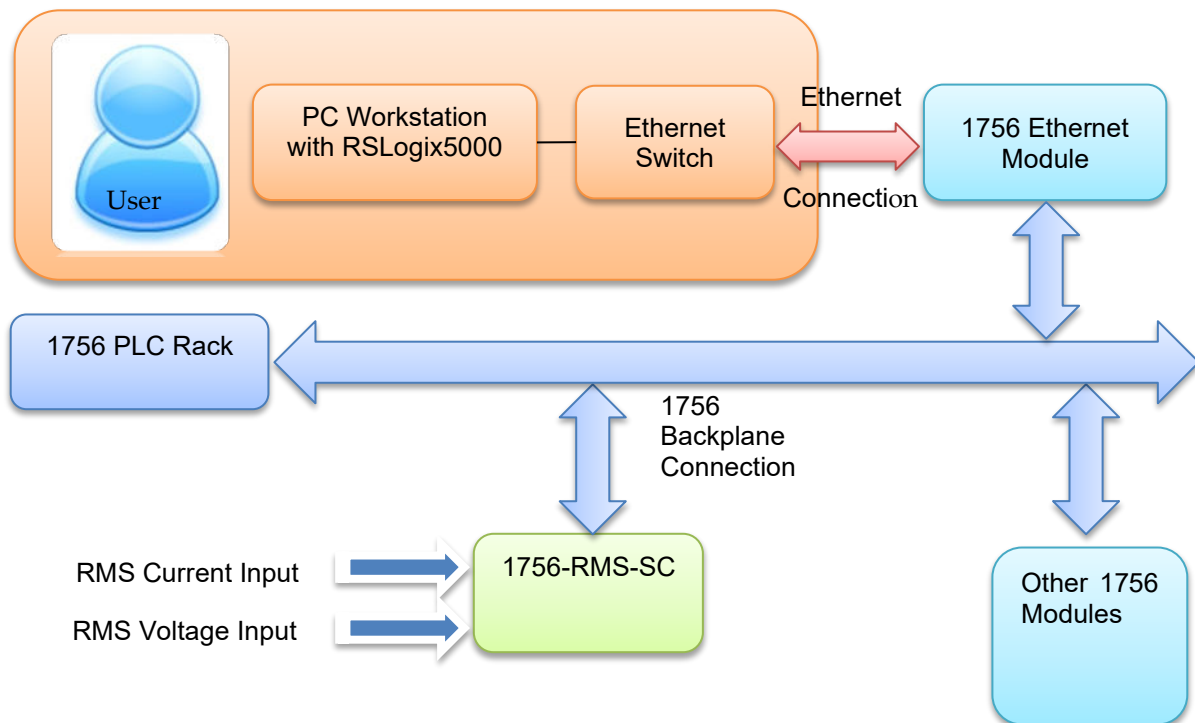 User
PC Workstation
with RSLogix5000
Ethernet
Switch
Ethernet
Connection
1756 Ethernet
Module
1756 PLC Rack
1756
Backplane
Connection
RMS Current Input
RMS Voltage Input
1756-RMS-SC
Other 1756
Modules